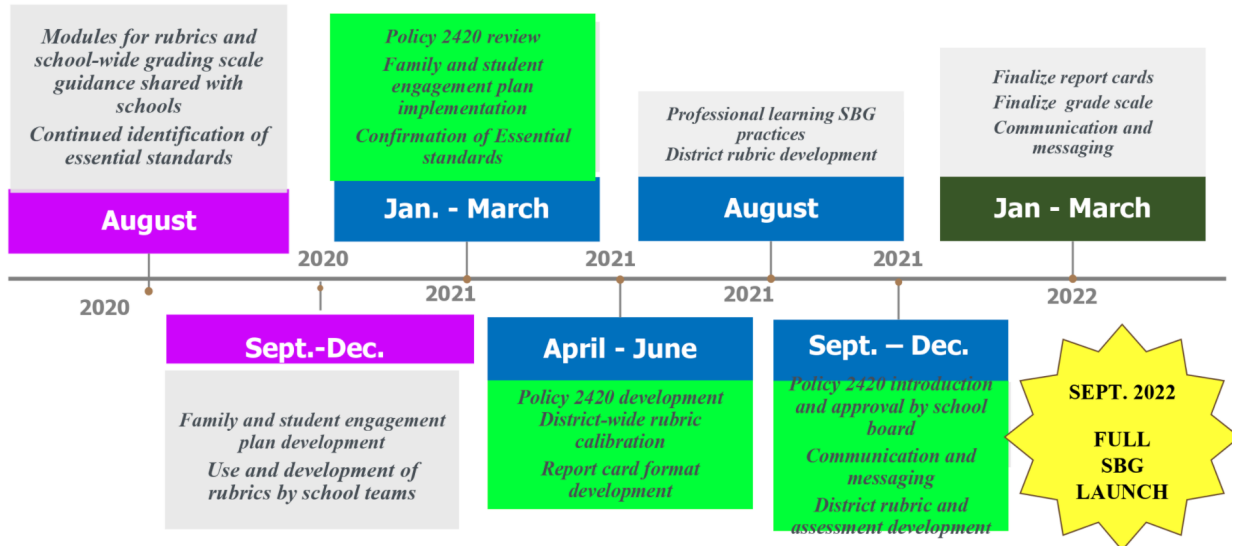 Modules for rubrics and
school-wide grading scale
guidance shared with
schools
Continued identification of
essential standards
August
2020
Sept.-Dec.
2020
Family and student engagement
plan development
Use and development of
rubrics by school teams
Policy 2420 review
Family and student
engagement plan
implementation
Confirmation of Essential
standards
Jan. - March
2021
April - June
2021
Policy 2420 development
District-wide rubric
calibration
Report card format
development
Professional learning SBG
practices
District rubric development
August
2021
Sept. – Dec.
2021
Policy 2420 introduction
and approval by school
board
Communication and
messaging
District rubric and
assessment development
Finalize report cards
Finalize grade scale
Communication and
messaging
Jan - March
2022
SEPT. 2022
FULL
SBG
LAUNCH